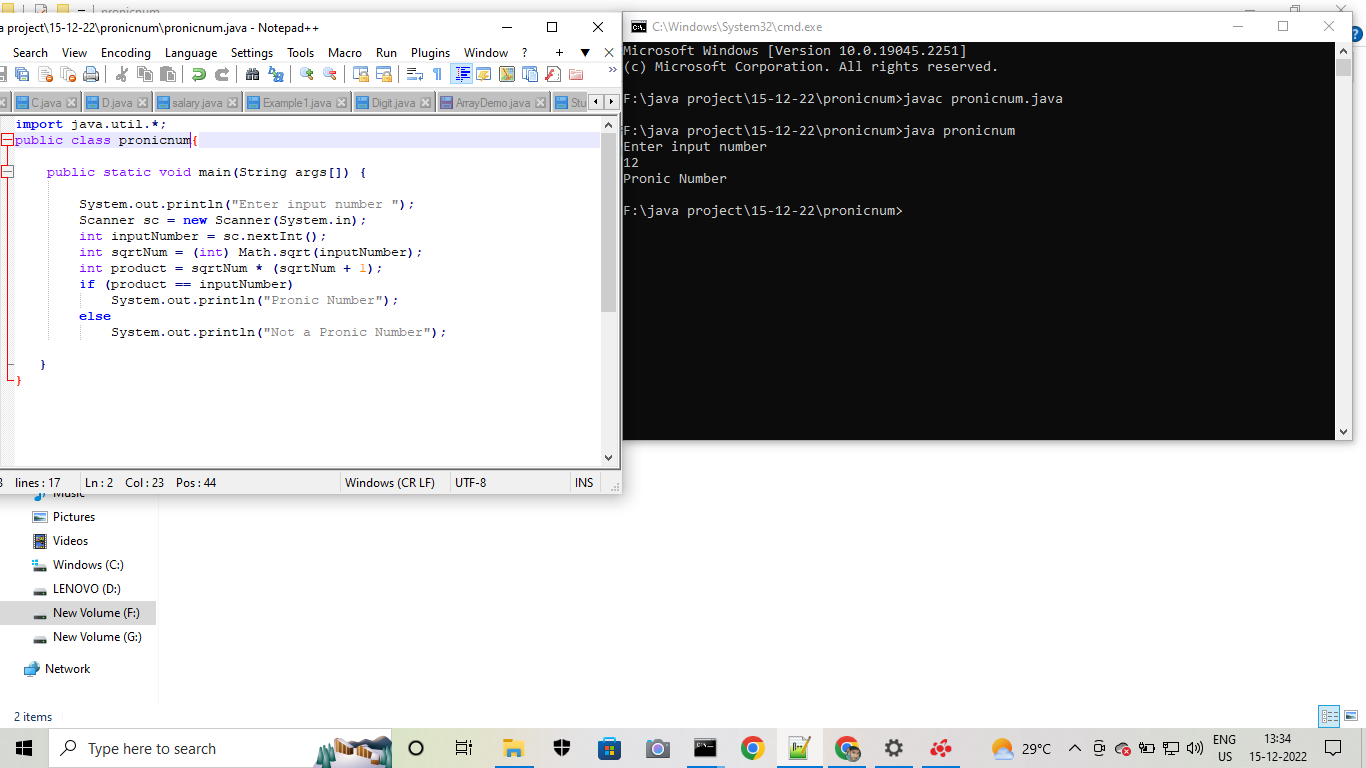 pronicnum
a project\15-12-22\pronicnum\pronicnum.java - Notepad++
Search View Encoding Language Settings Tools Macro Run Plugins Window ?
C.java D.java salary.java Example1.java Digit.java ArrayDemo.java Stu
import java.util.*;
public class pronicnum{
public static void main(String args[]) {
System.out.println("Enter input number ");
Scanner sc = new Scanner(System.in);
int inputNumber = sc.nextInt();
int sqrtNum = (int) Math.sqrt(inputNumber);
int product = sqrtNum * (sqrtNum + 1);
if (product == inputNumber)
System.out.println("Pronic Number");
else
System.out.println("Not a Pronic Number");
}
}
lines : 17 Ln : 2 Col : 23 Pos : 44 Windows (CR LF) UTF-8 INS
C:\Windows\System32\cmd.exe
Microsoft Windows [Version 10.0.19045.2251]
(c) Microsoft Corporation. All rights reserved.
F:\java project\15-12-22\pronicnum>javac pronicnum.java
F:\java project\15-12-22\pronicnum>java pronicnum
Enter input number
12
Pronic Number
F:\java project\15-12-22\pronicnum>
Music
Pictures
Videos
Windows (C:)
LENOVO (D:)
New Volume (F:)
New Volume (G:)
Network
2 items
Type here to search
29°C
ENG
US
13:34
15-12-2022